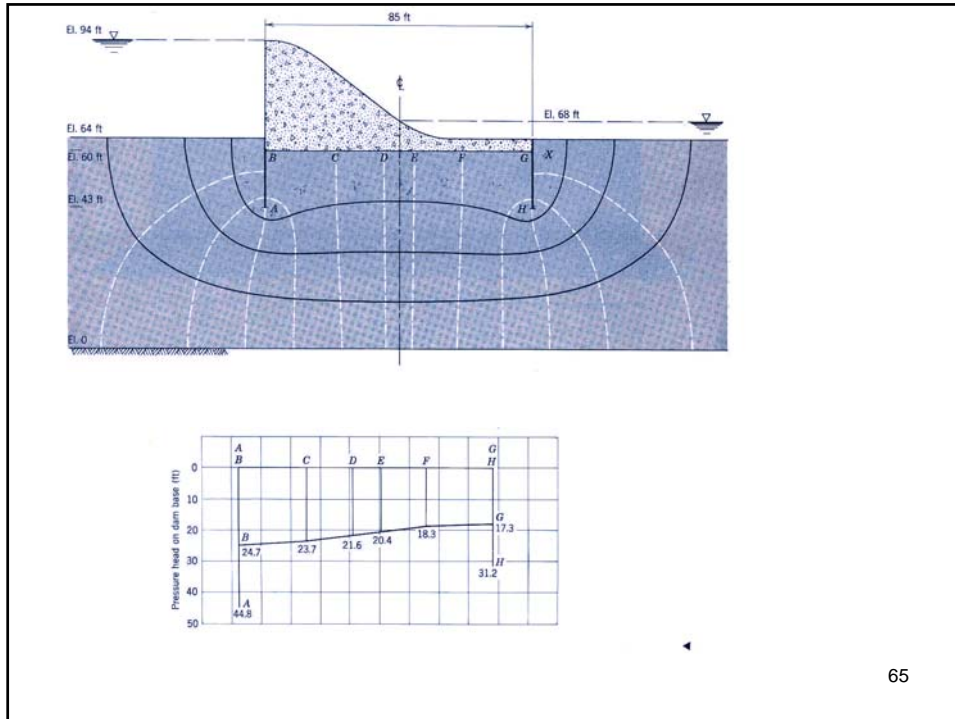 85 ft
El. 94 ft
℄
El. 68 ft
El. 64 ft
El. 60 ft
B C D E F G X
El. 43 ft
A H
El. 0
A G
B C D E F H
Pressure head on dam base (ft)
0
10
20
30
40
50
B
24.7
23.7
21.6
20.4
18.3
G
17.3
H
31.2
A
44.8
65